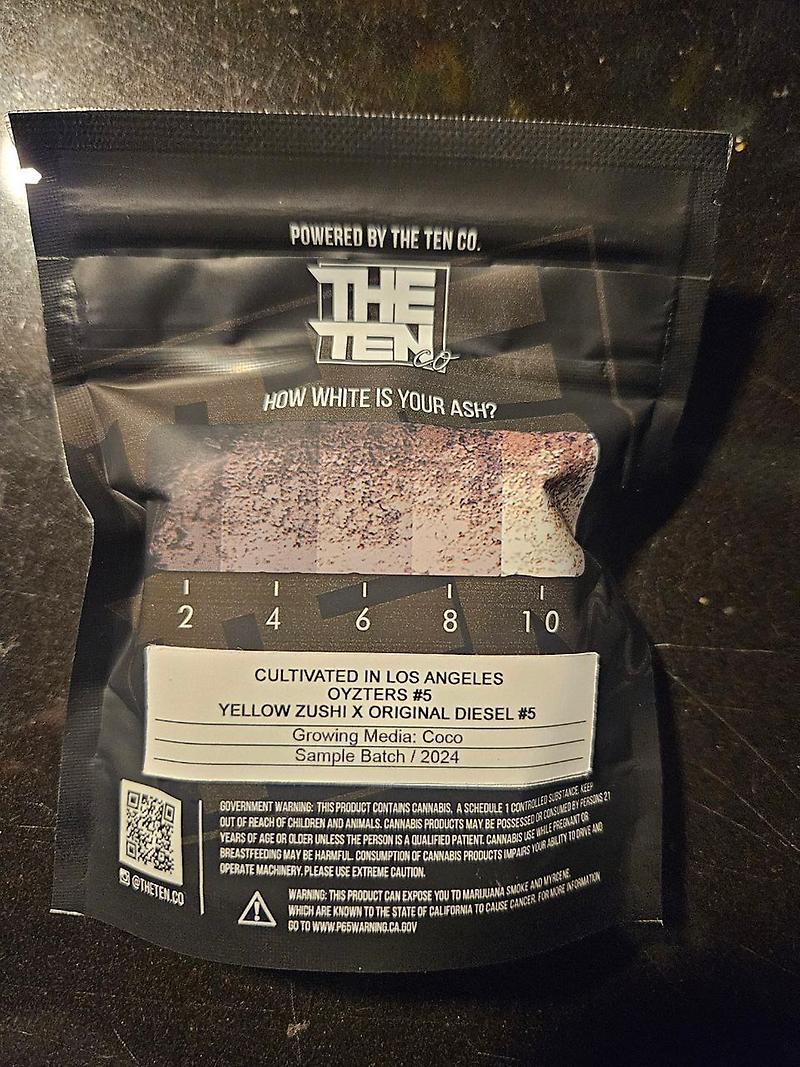 POWERED BY THE TEN CO.
THE
TEN CO
HOW WHITE IS YOUR ASH?
2 4 6 8 10
CULTIVATED IN LOS ANGELES
OYZTERS #5
YELLOW ZUSHI X ORIGINAL DIESEL #5
Growing Media: Coco
Sample Batch / 2024
GOVERNMENT WARNING: THIS PRODUCT CONTAINS CANNABIS, A SCHEDULE 1 CONTROLLED SUBSTANCE. KEEP
OUT OF REACH OF CHILDREN AND ANIMALS. CANNABIS PRODUCTS MAY BE POSSESSED OR CONSUMED BY PERSONS 21
YEARS OF AGE OR OLDER UNLESS THE PERSON IS A QUALIFIED PATIENT. CANNABIS USE WHILE PREGNANT OR
BREASTFEEDING MAY BE HARMFUL. CONSUMPTION OF CANNABIS PRODUCTS IMPAIRS YOUR ABILITY TO DRIVE AND
OPERATE MACHINERY. PLEASE USE EXTREME CAUTION.
@THETEN.CO
WARNING: THIS PRODUCT CAN EXPOSE YOU TO MARIJUANA SMOKE AND MYRCENE,
WHICH ARE KNOWN TO THE STATE OF CALIFORNIA TO CAUSE CANCER. FOR MORE INFORMATION
GO TO WWW.P65WARNING.CA.GOV